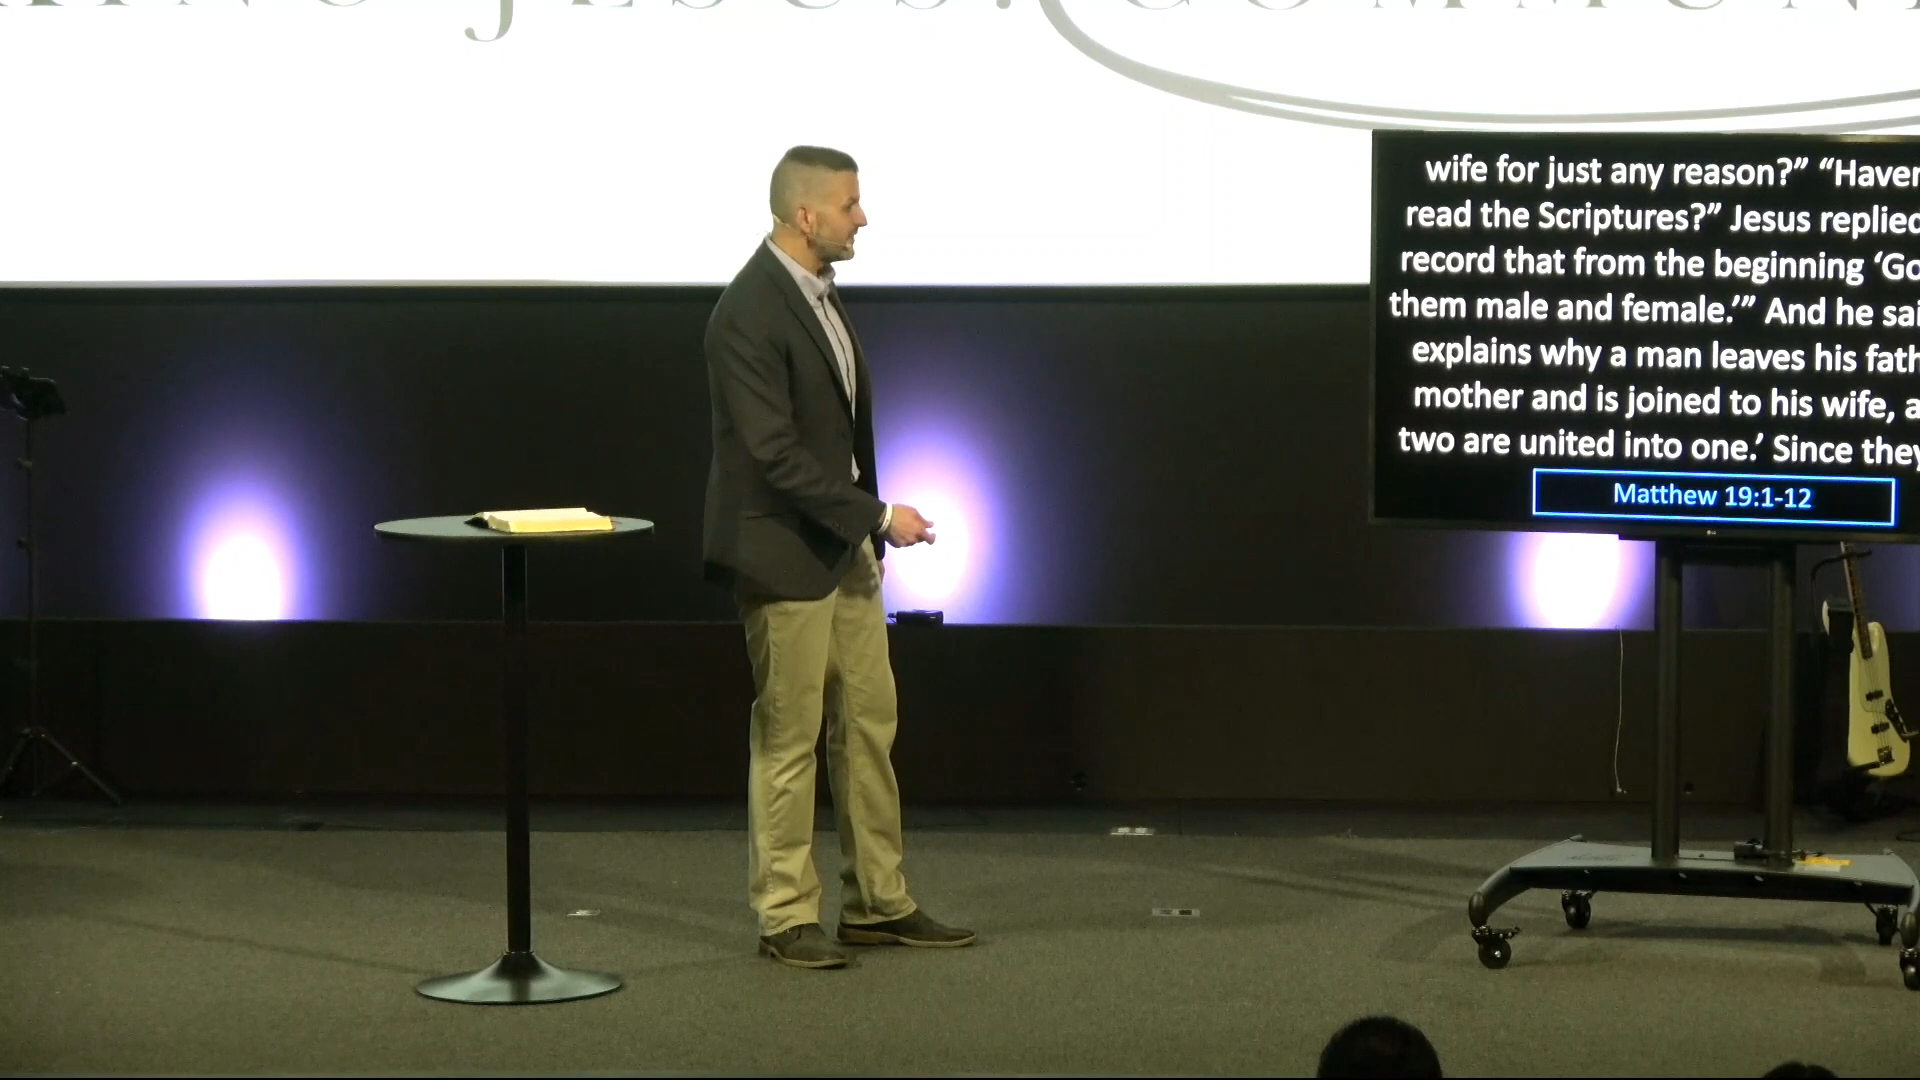 JESUS. COMMUN
wife for just any reason?” “Haven
read the Scriptures?” Jesus replied
record that from the beginning ‘Go
them male and female.’” And he sai
explains why a man leaves his fath
mother and is joined to his wife, a
two are united into one.’ Since they
Matthew 19:1-12